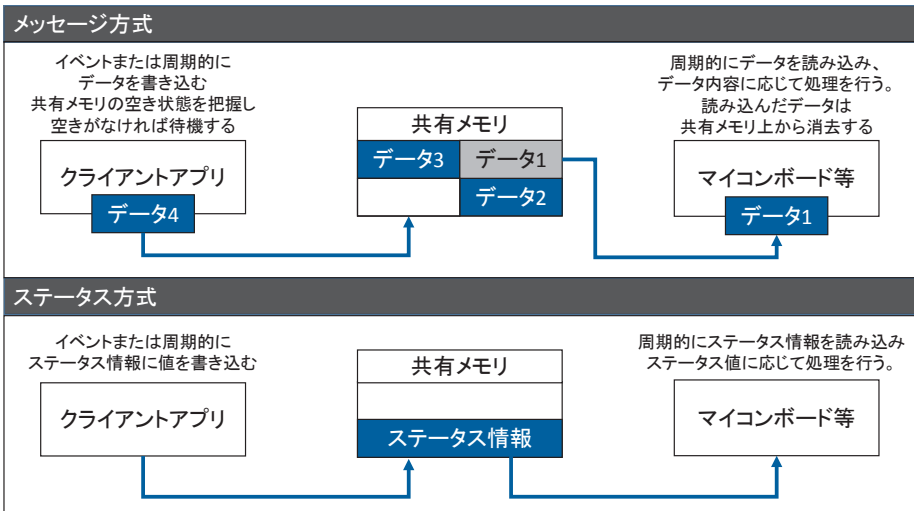 メッセージ方式
イベントまたは周期的に
データを書き込む
共有メモリの空き状態を把握し
空きがなければ待機する
クライアントアプリ
データ4
共有メモリ
データ3
データ1
データ2
周期的にデータを読み込み、
データ内容に応じて処理を行う。
読み込んだデータは
共有メモリ上から消去する
マイコンボード等
データ1
ステータス方式
イベントまたは周期的に
ステータス情報に値を書き込む
クライアントアプリ
共有メモリ
ステータス情報
周期的にステータス情報を読み込み
ステータス値に応じて処理を行う。
マイコンボード等